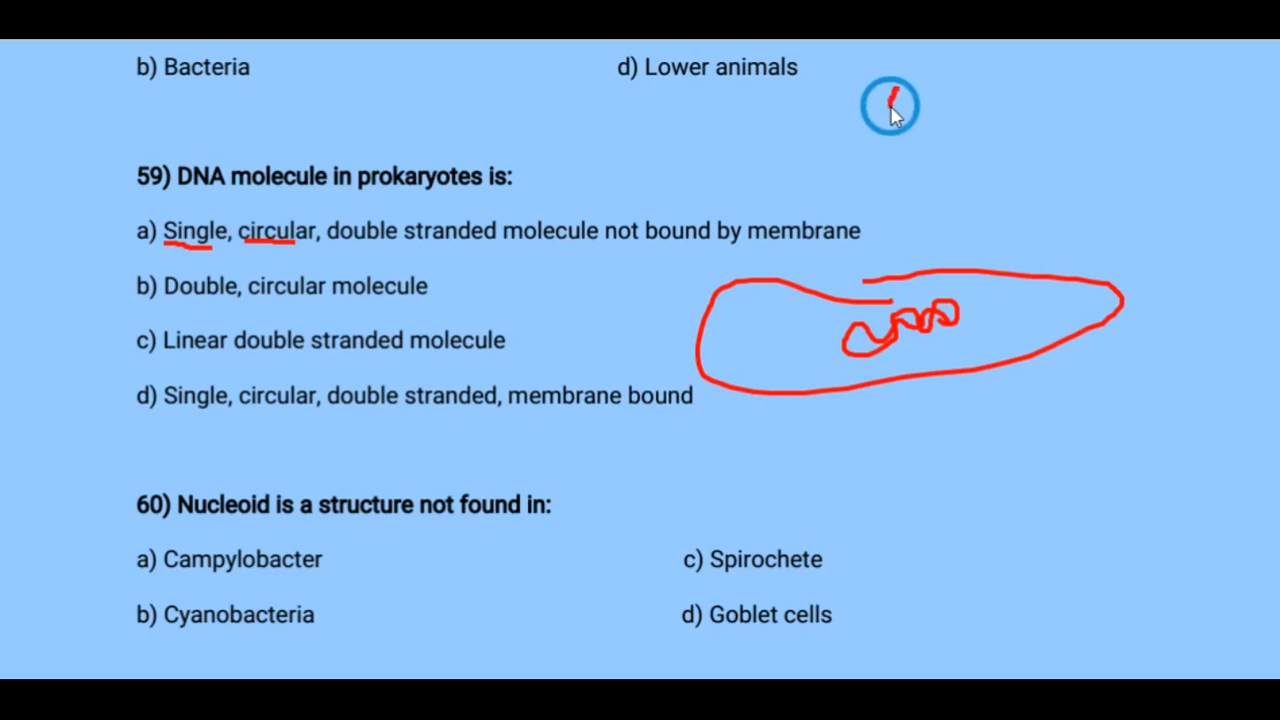 b) Bacteria d) Lower animals
59) DNA molecule in prokaryotes is:
a) Single, circular, double stranded molecule not bound by membrane
b) Double, circular molecule
c) Linear double stranded molecule
d) Single, circular, double stranded, membrane bound
60) Nucleoid is a structure not found in:
a) Campylobacter c) Spirochete
b) Cyanobacteria d) Goblet cells